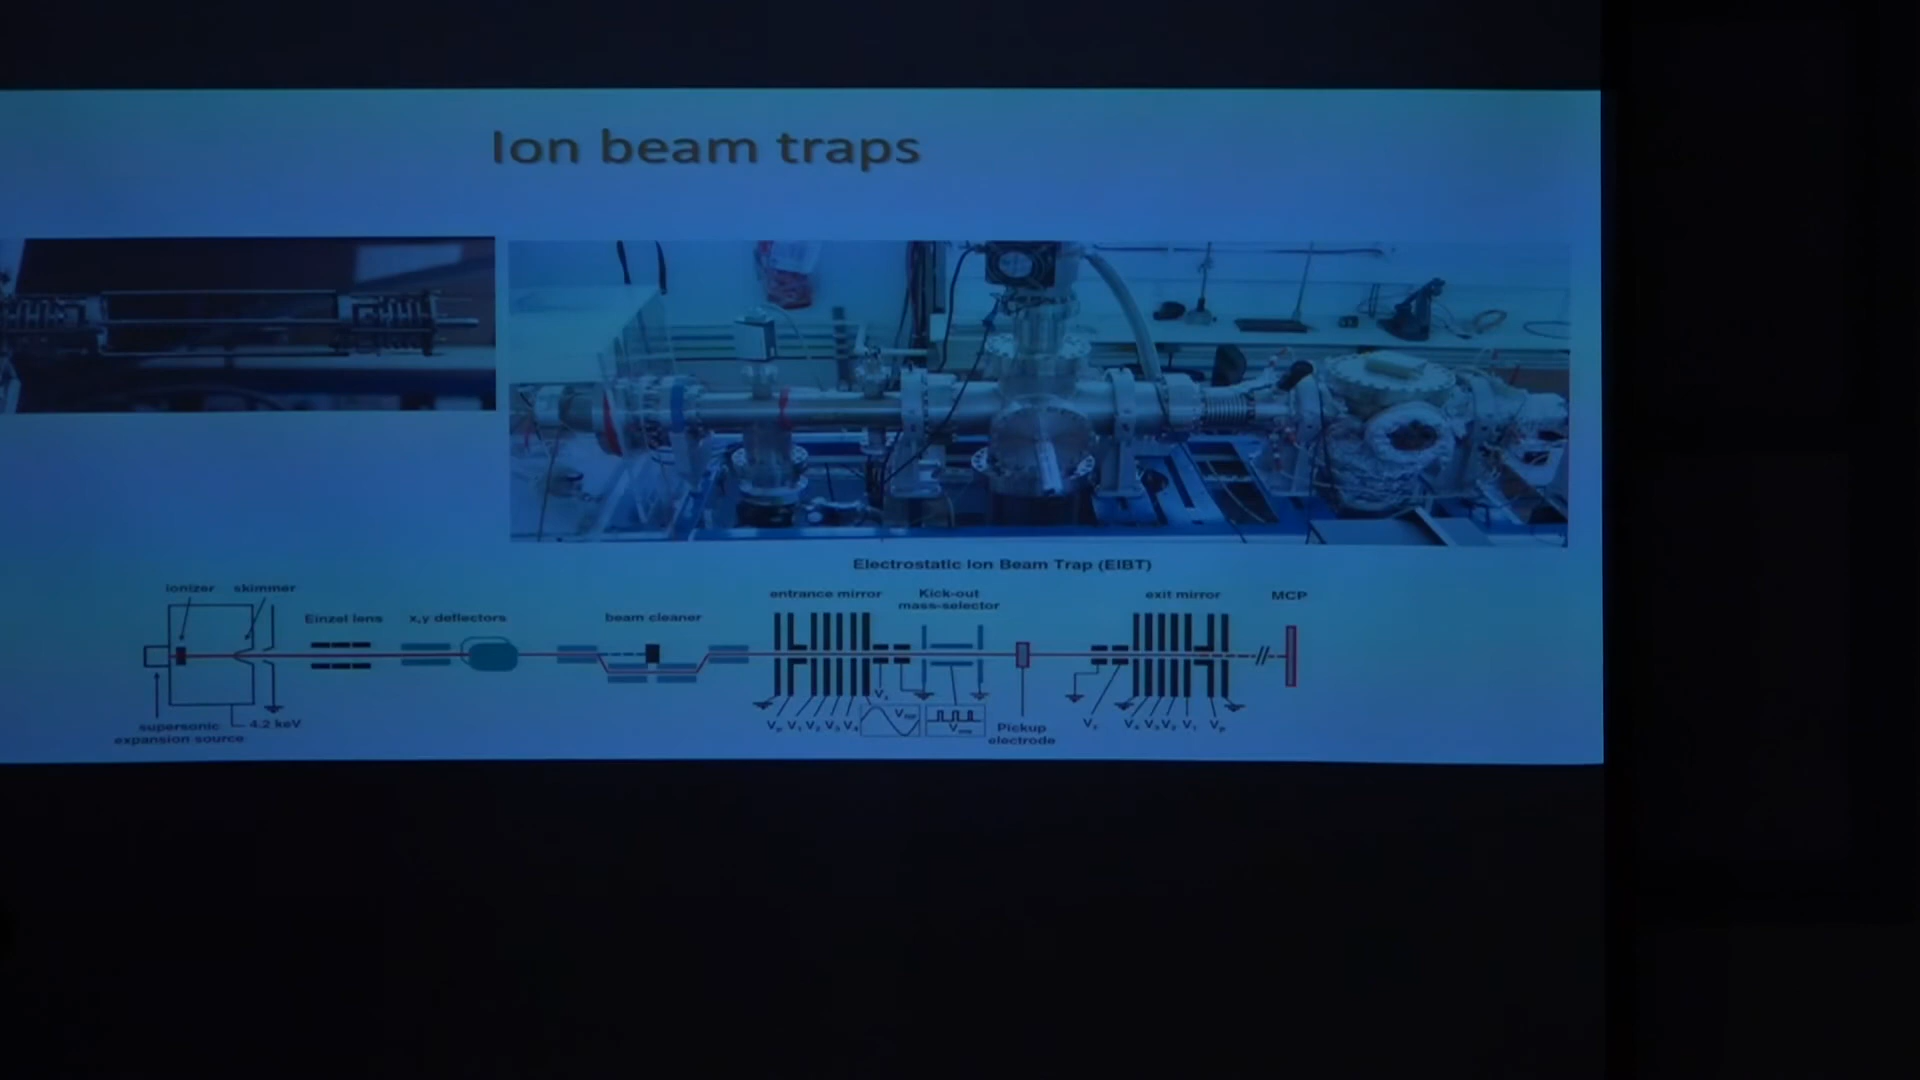 Ion beam traps
Electrostatic Ion Beam Trap (EIBT)
ionizer skimmer
Einzel lens x,y deflectors
beam cleaner
entrance mirror
Kick-out
mass-selector
exit mirror
MCP
supersonic
expansion source
4.2 keV
Pickup
electrode